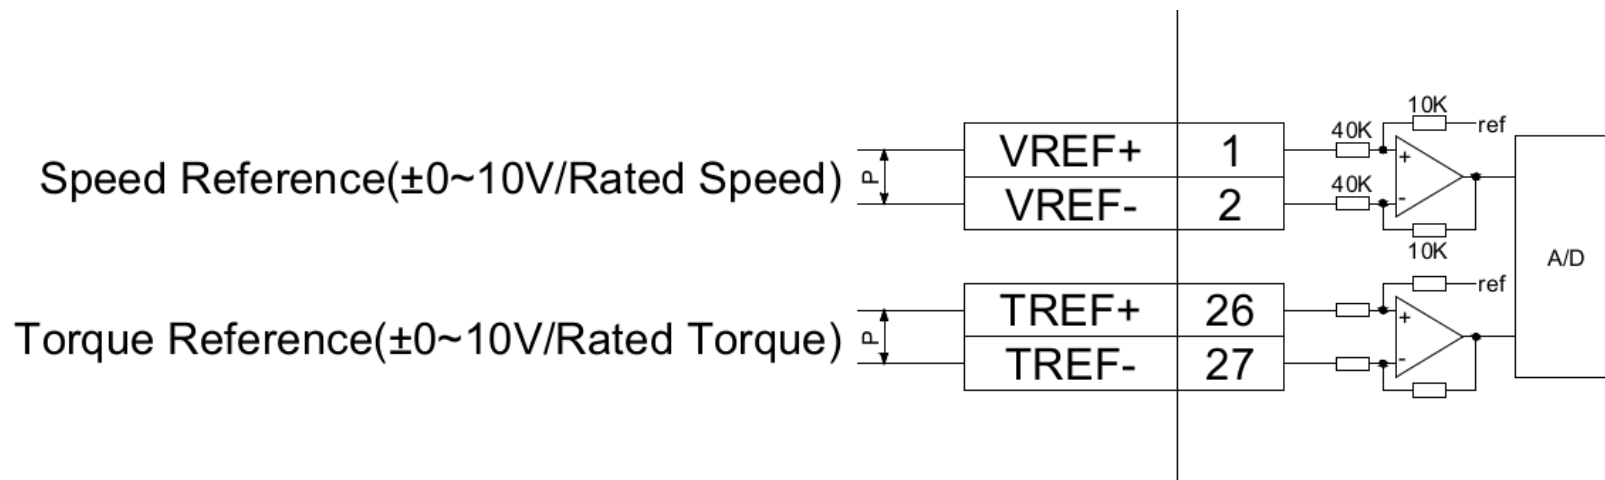 10K
ref
40K
Speed Reference(±0~10V/Rated Speed)
P
VREF+ 1
VREF- 2
40K
10K
A/D
ref
Torque Reference(±0~10V/Rated Torque)
P
TREF+ 26
TREF- 27
+
-
+
-